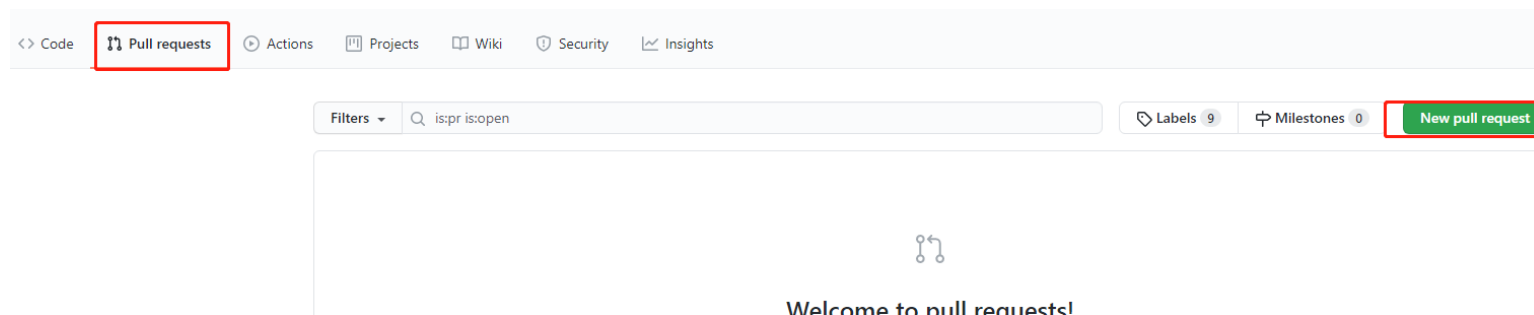 Code Pull requests Actions Projects Wiki Security Insights
Filters is:pr is:open Labels 9 Milestones 0 New pull request
Welcome to pull requests!